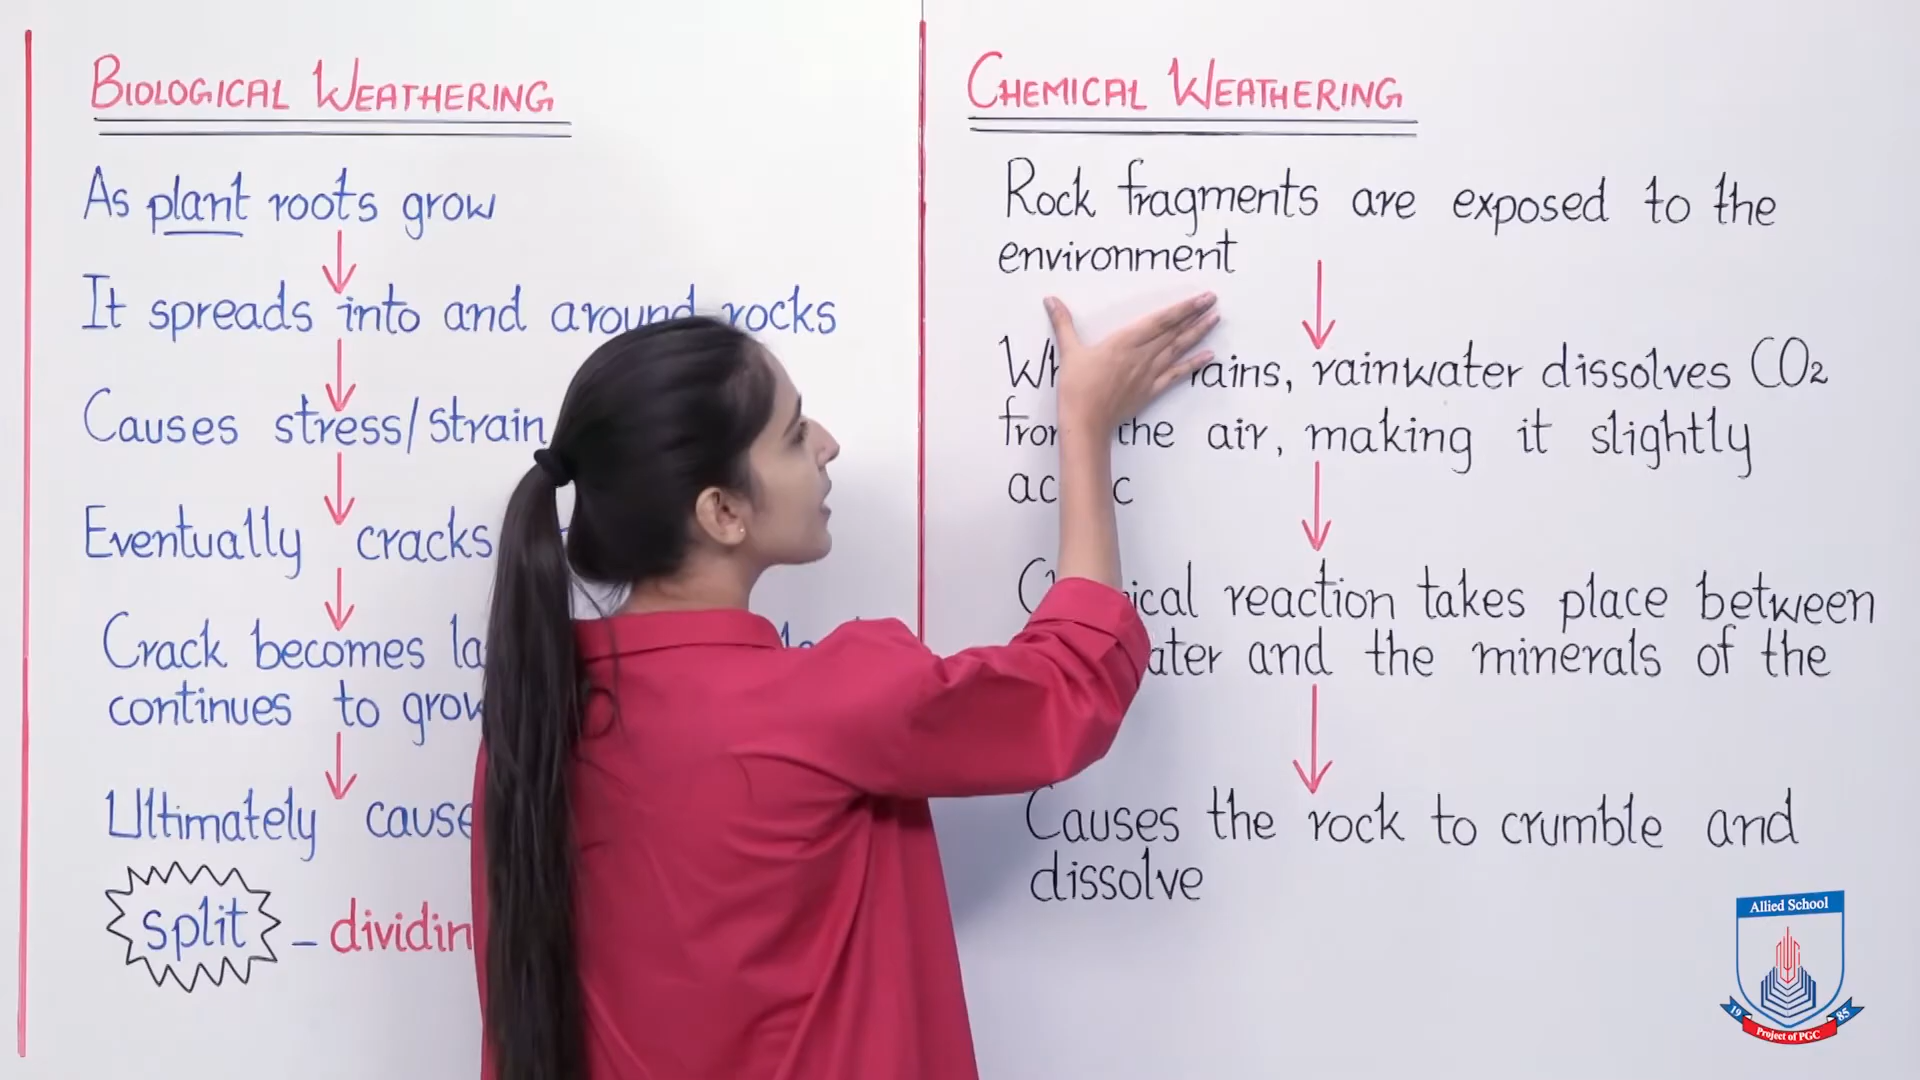 BIOLOGICAL WEATHERING
As plant roots grow
It spreads into and around rocks
Causes stress/strain
Eventually cracks
Crack becomes
continues to
Ultimately
split –
CHEMICAL WEATHERING
Rock fragments are exposed to the
environment
rainwater dissolves CO₂
the air, making it slightly
reaction takes place between
and the minerals of the
Causes the rock to crumble and
dissolve
Allied School
1985
Project of PGC